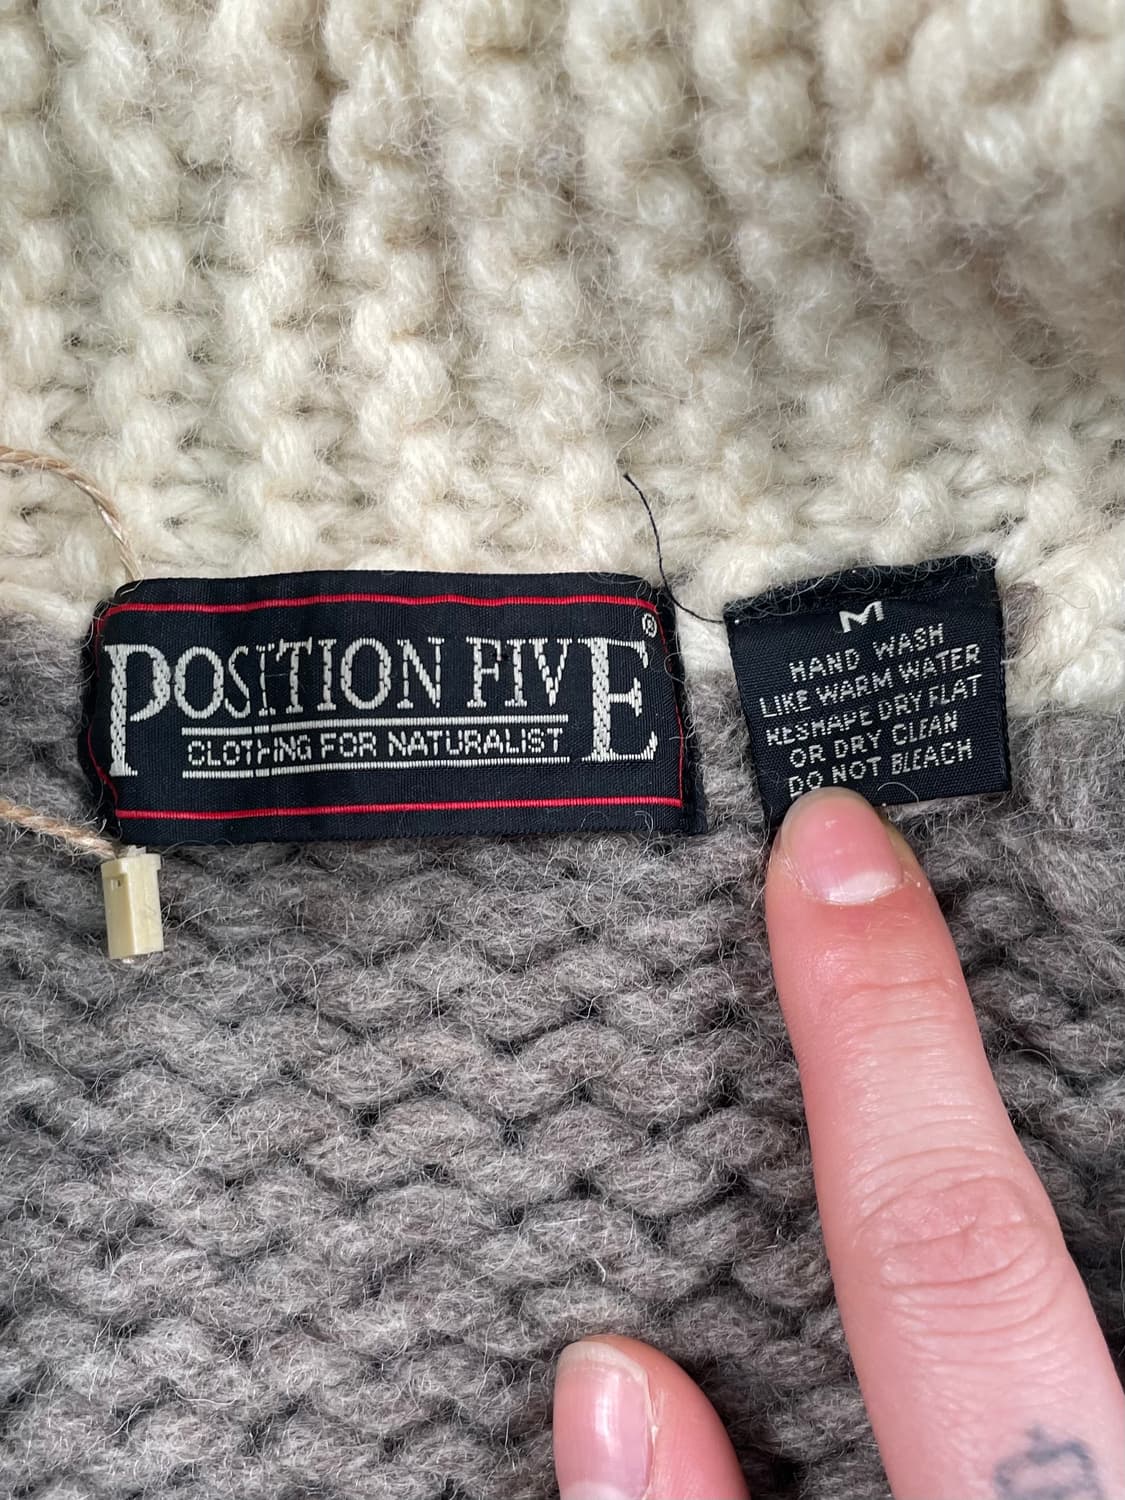 POSITION FIVE®
CLOTHING FOR NATURALIST
M
HAND WASH
LIKE WARM WATER
RESHAPE DRY FLAT
OR DRY CLEAN
DO NOT BLEACH